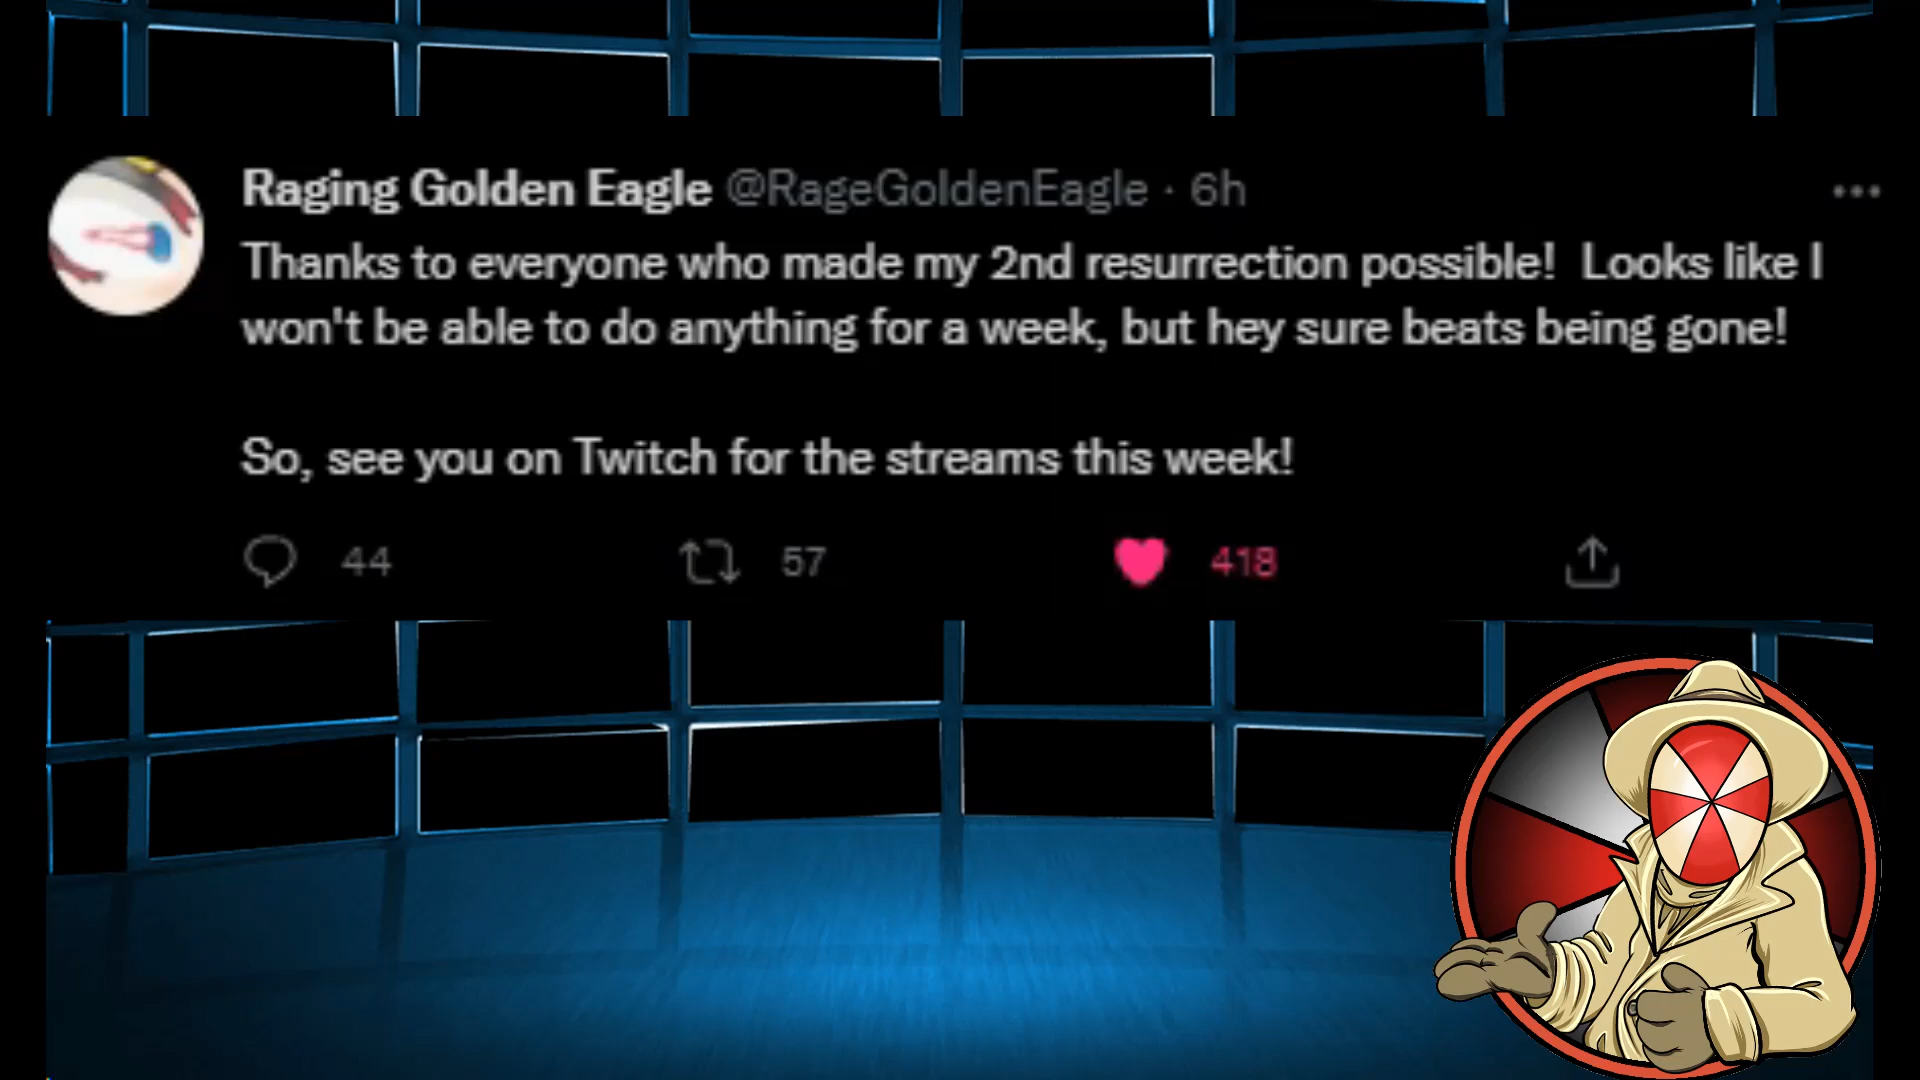 Raging Golden Eagle @RageGoldenEagle · 6h
Thanks to everyone who made my 2nd resurrection possible!  Looks like I
won't be able to do anything for a week, but hey sure beats being gone!
So, see you on Twitch for the streams this week!
44 57 418